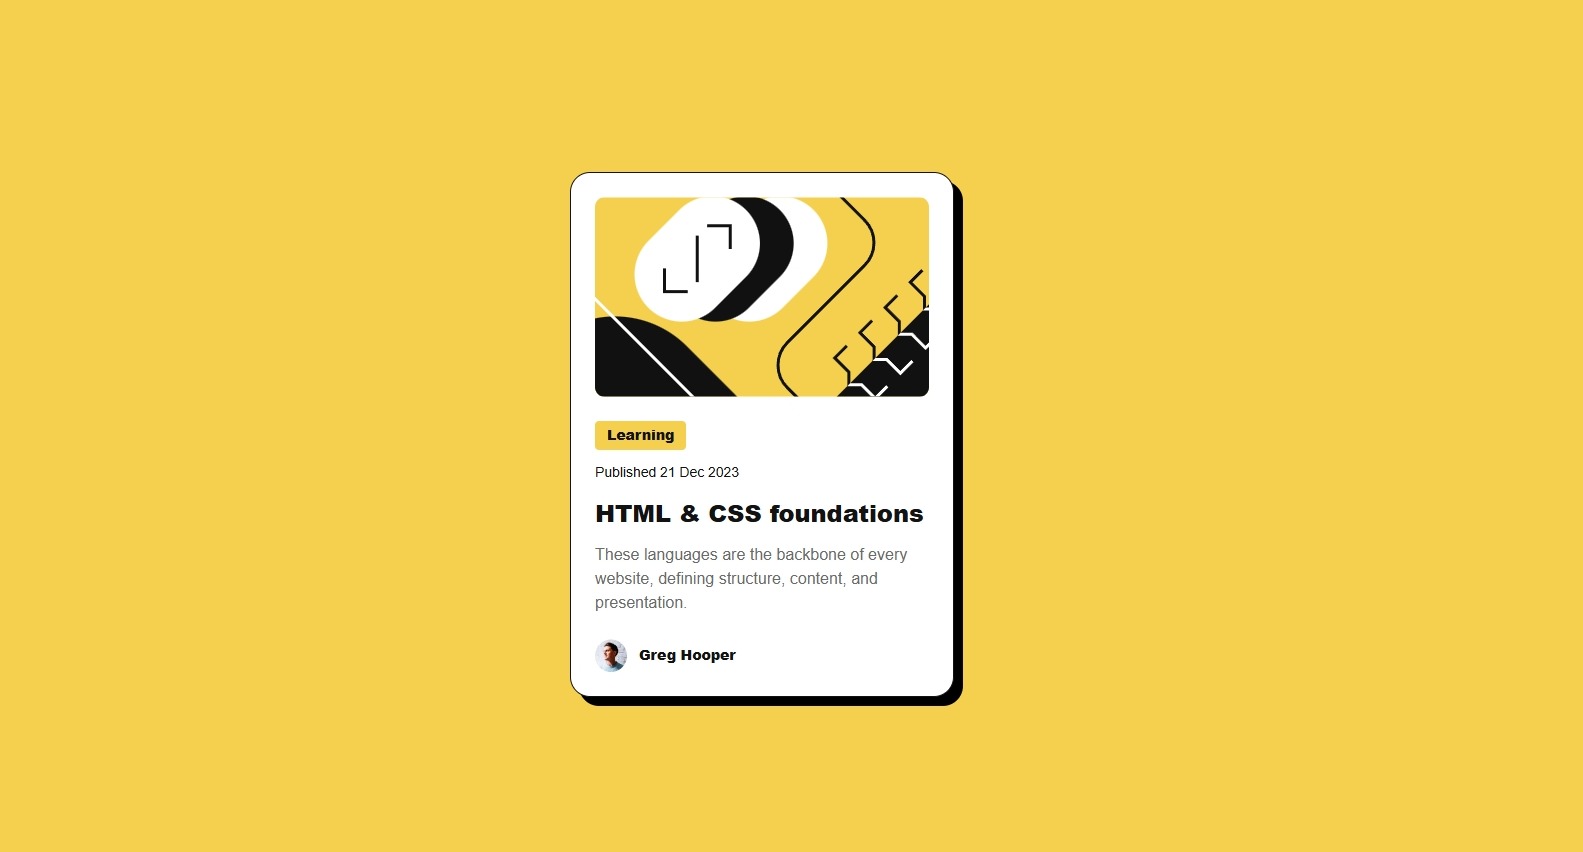 Learning
Published 21 Dec 2023
HTML & CSS foundations
These languages are the backbone of every
website, defining structure, content, and
presentation.
Greg Hooper